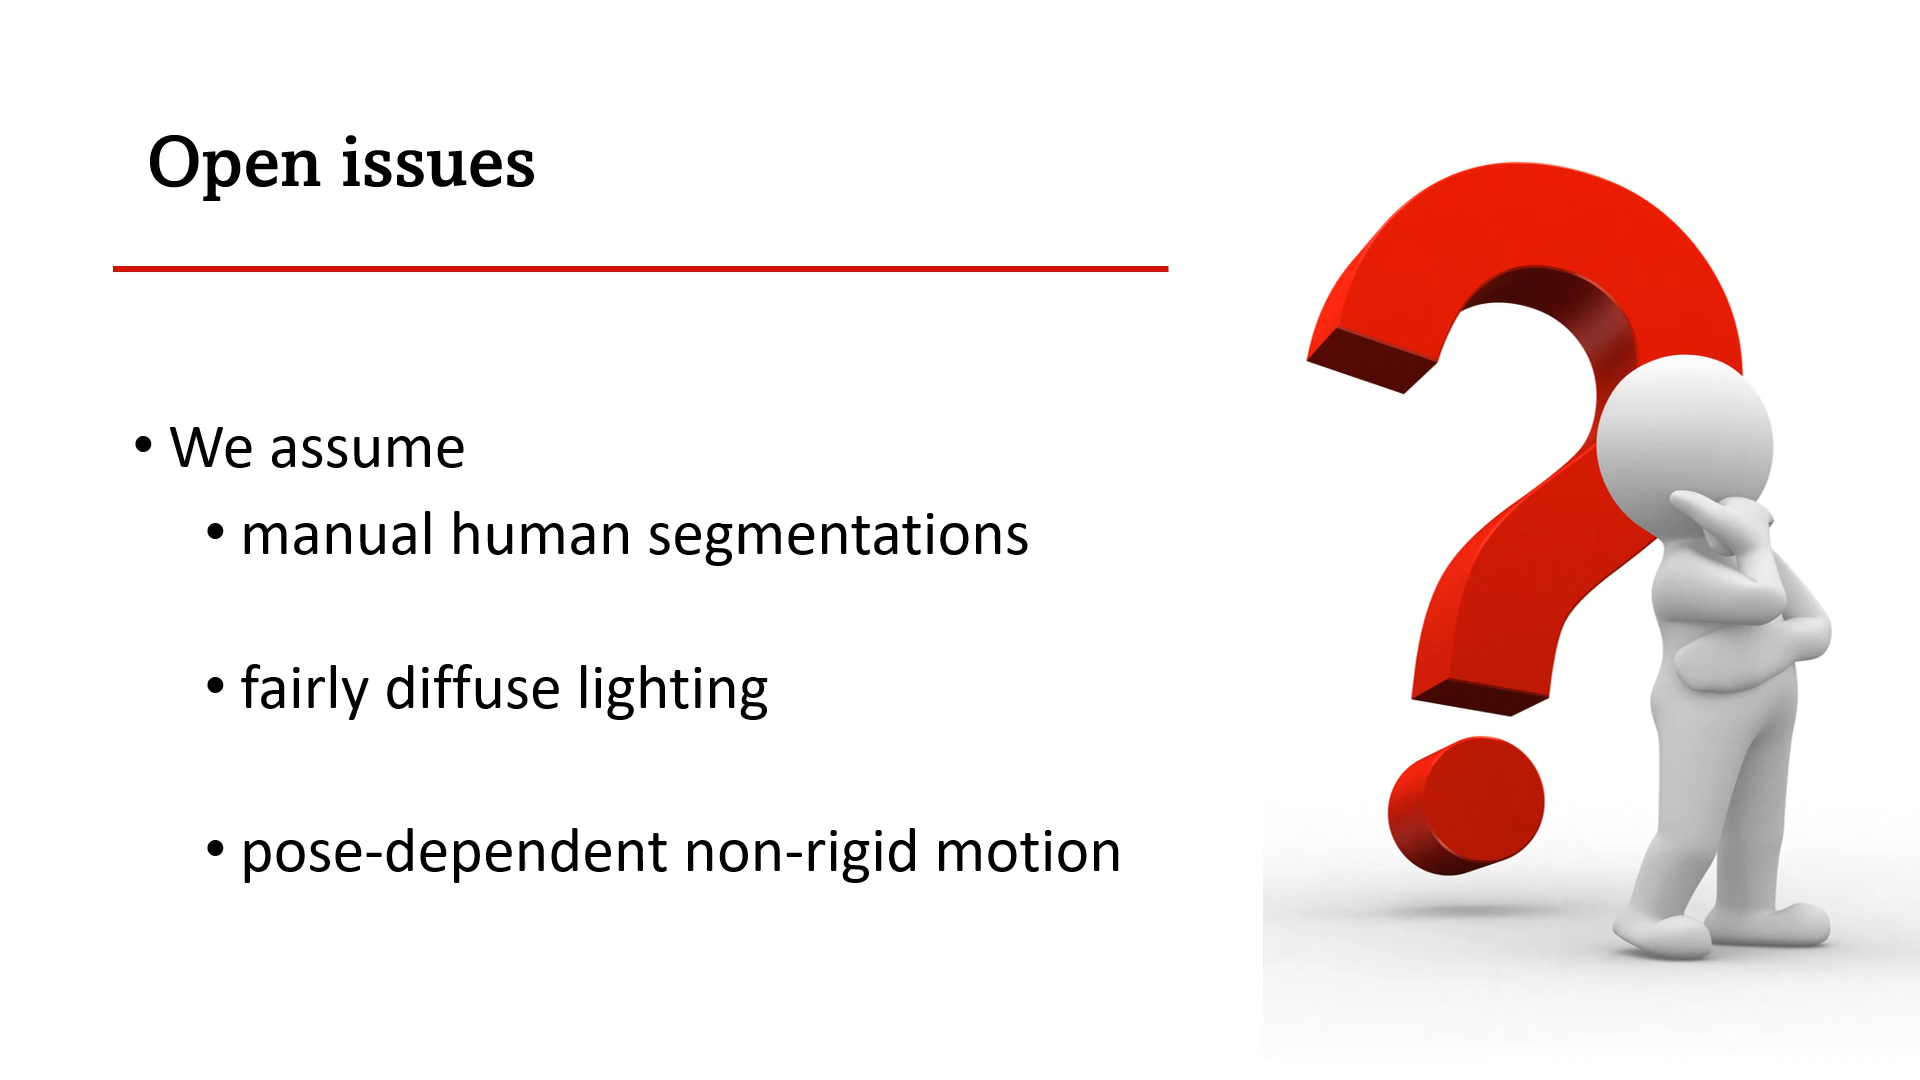 Open issues
• We assume
• manual human segmentations
• fairly diffuse lighting
• pose-dependent non-rigid motion